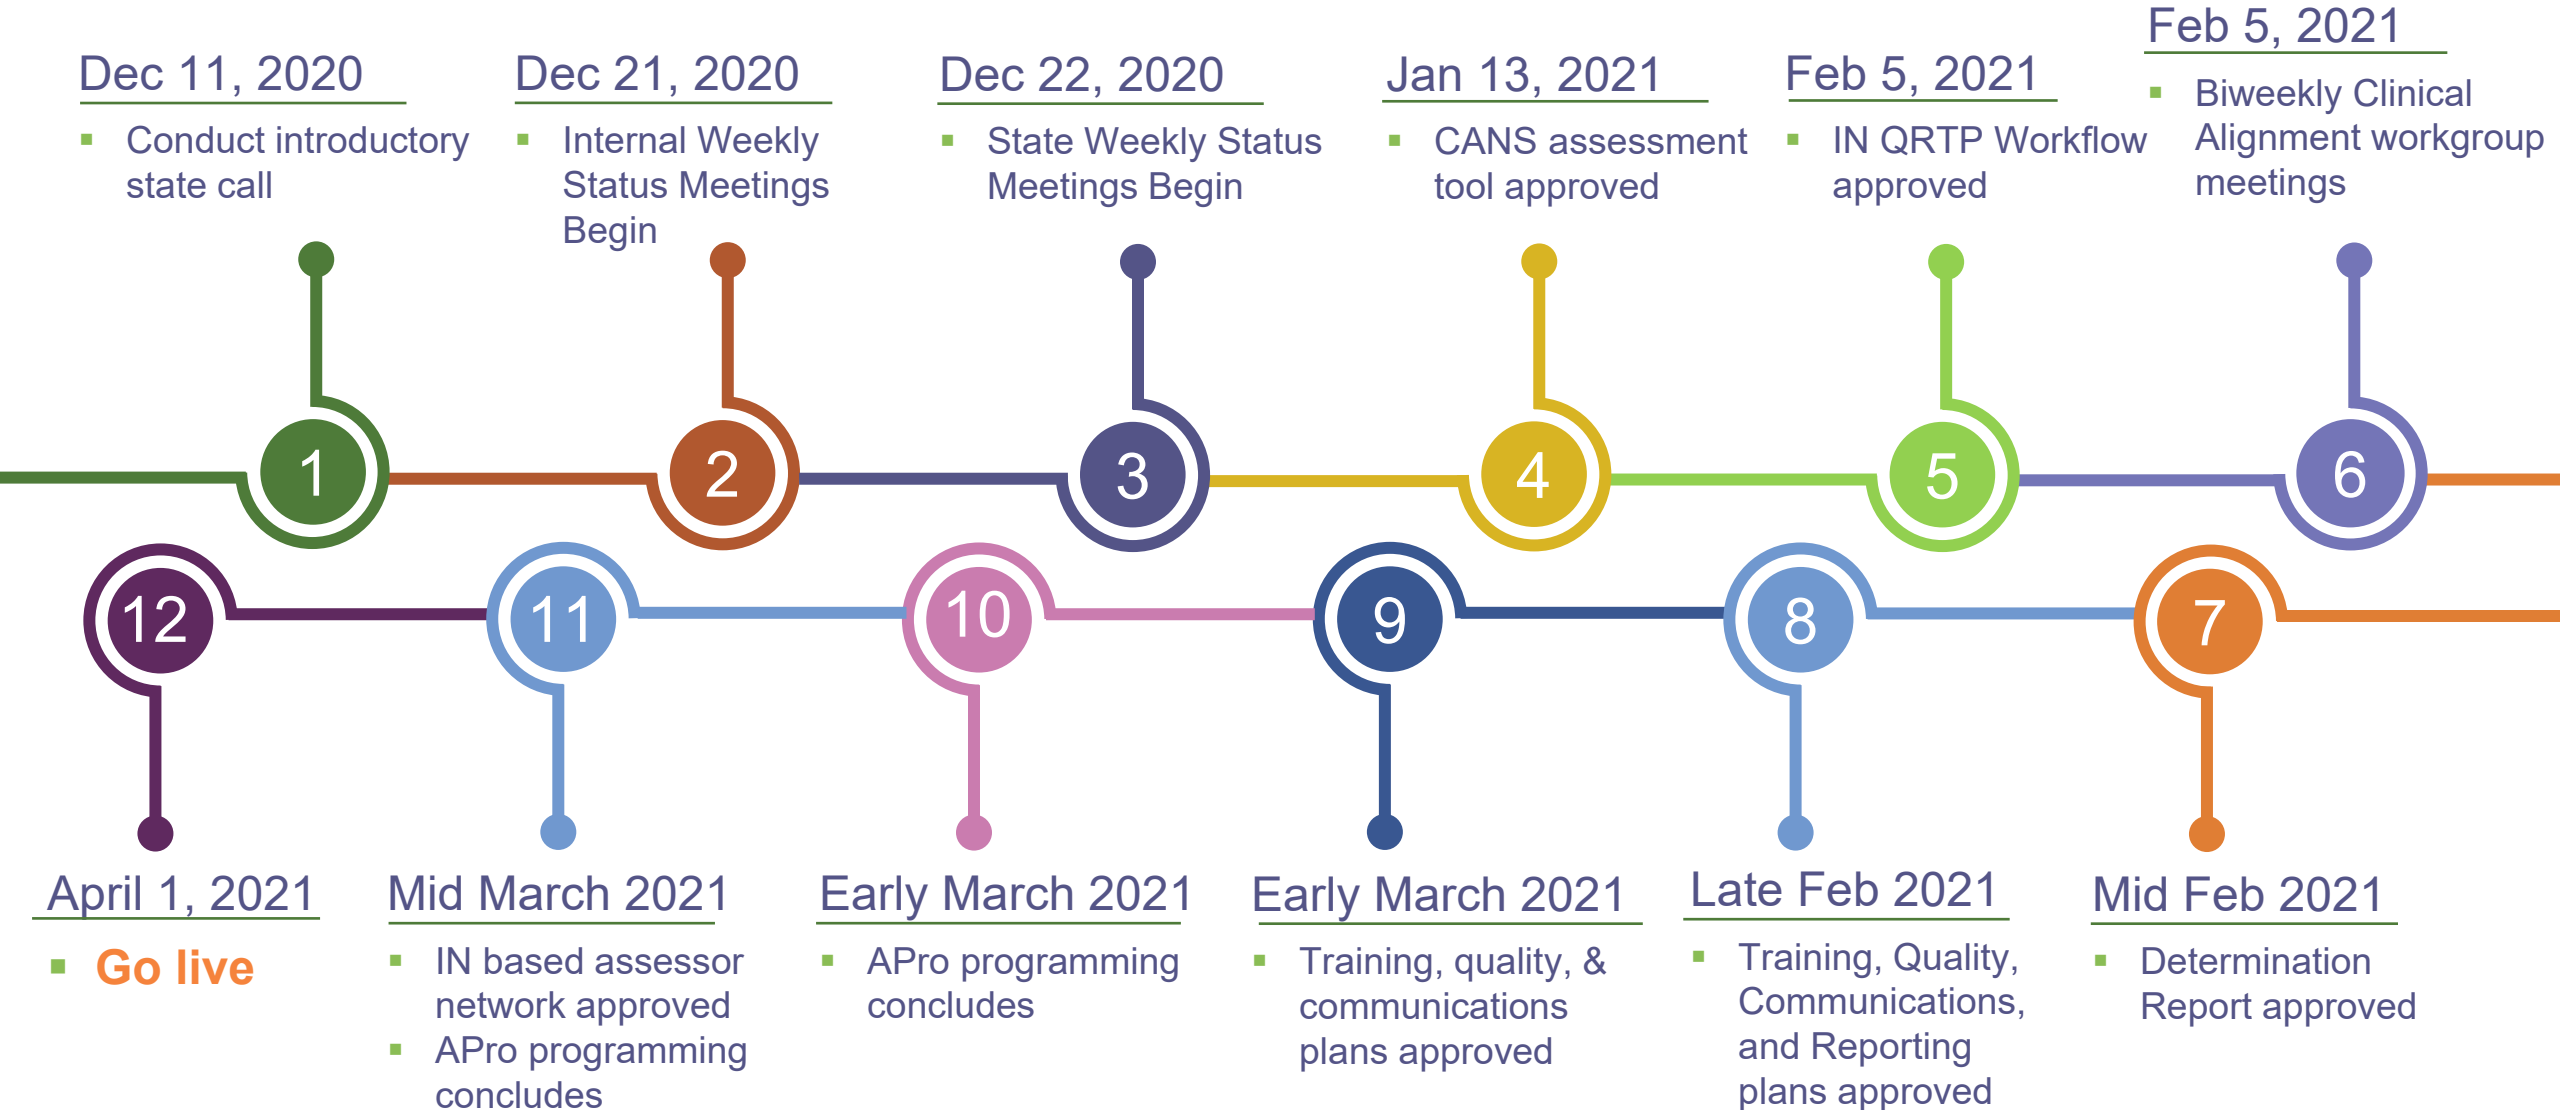 Dec 11, 2020
▪ Conduct introductory
state call
Dec 21, 2020
▪ Internal Weekly
Status Meetings
Begin
Dec 22, 2020
▪ State Weekly Status
Meetings Begin
Jan 13, 2021
▪ CANS assessment
tool approved
Feb 5, 2021
▪ IN QRTP Workflow
approved
Feb 5, 2021
▪ Biweekly Clinical
Alignment workgroup
meetings
1
2
3
4
5
6
12
11
10
9
8
7
April 1, 2021
▪ Go live
Mid March 2021
▪ IN based assessor
network approved
▪ APro programming
concludes
Early March 2021
▪ APro programming
concludes
Early March 2021
▪ Training, quality, &
communications
plans approved
Late Feb 2021
▪ Training, Quality,
Communications,
and Reporting
plans approved
Mid Feb 2021
▪ Determination
Report approved